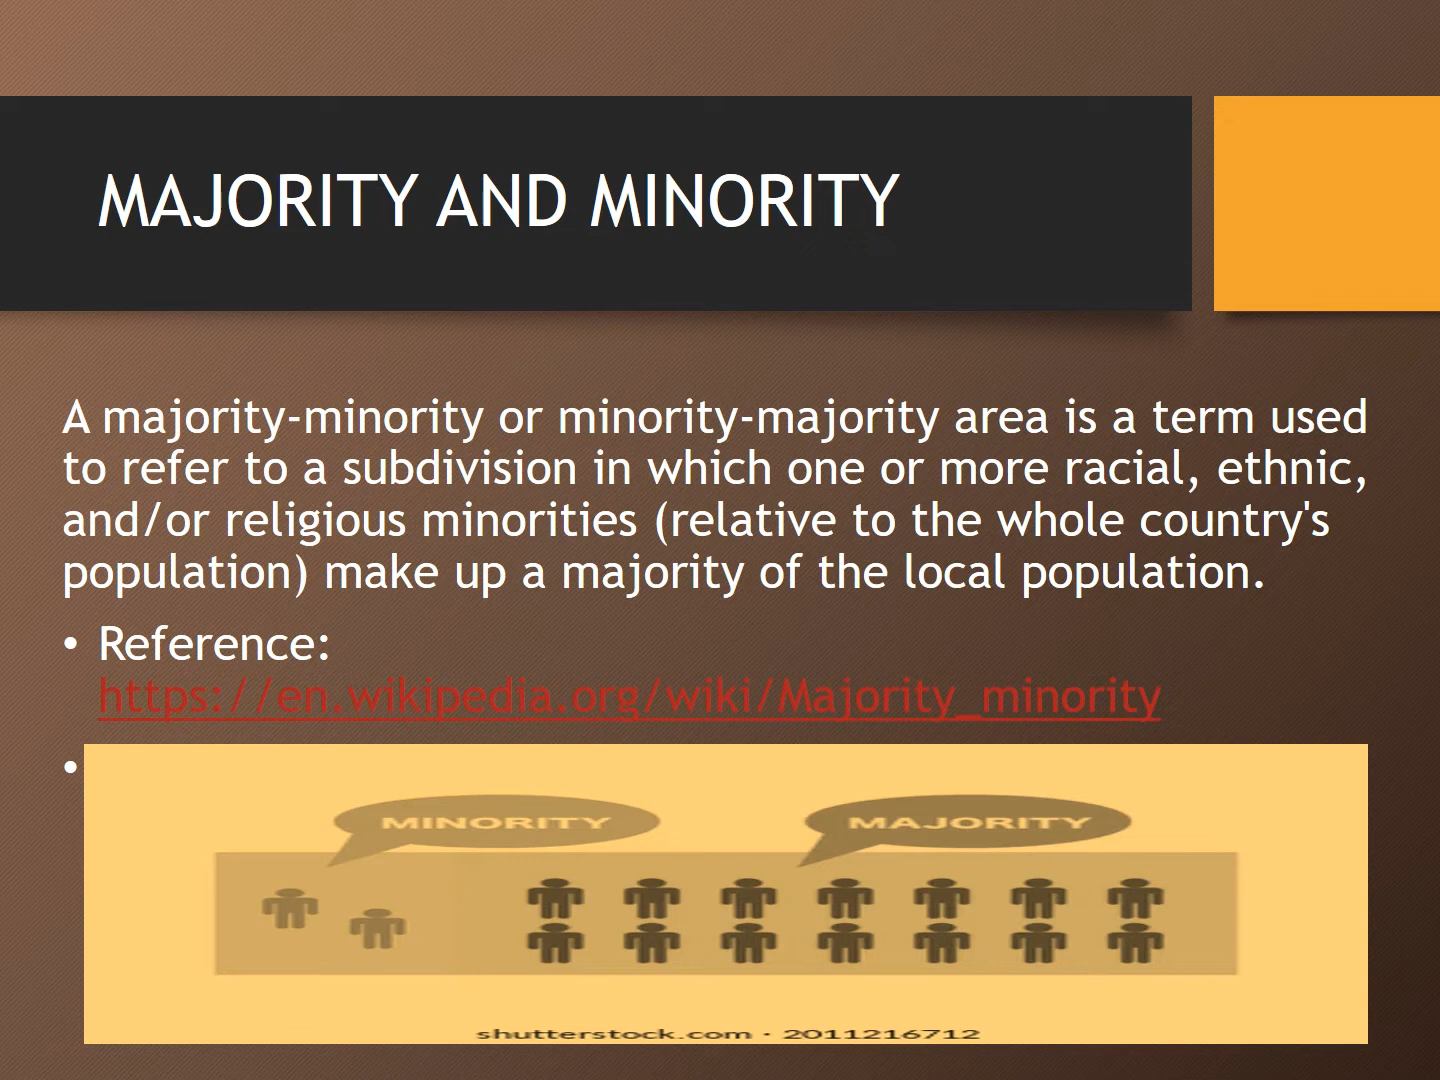 MAJORITY AND MINORITY
A majority-minority or minority-majority area is a term used
to refer to a subdivision in which one or more racial, ethnic,
and/or religious minorities (relative to the whole country's
population) make up a majority of the local population.
• Reference:
https://en.wikipedia.org/wiki/Majority_minority
•
MINORITY
MAJORITY
shutterstock.com · 2011216712